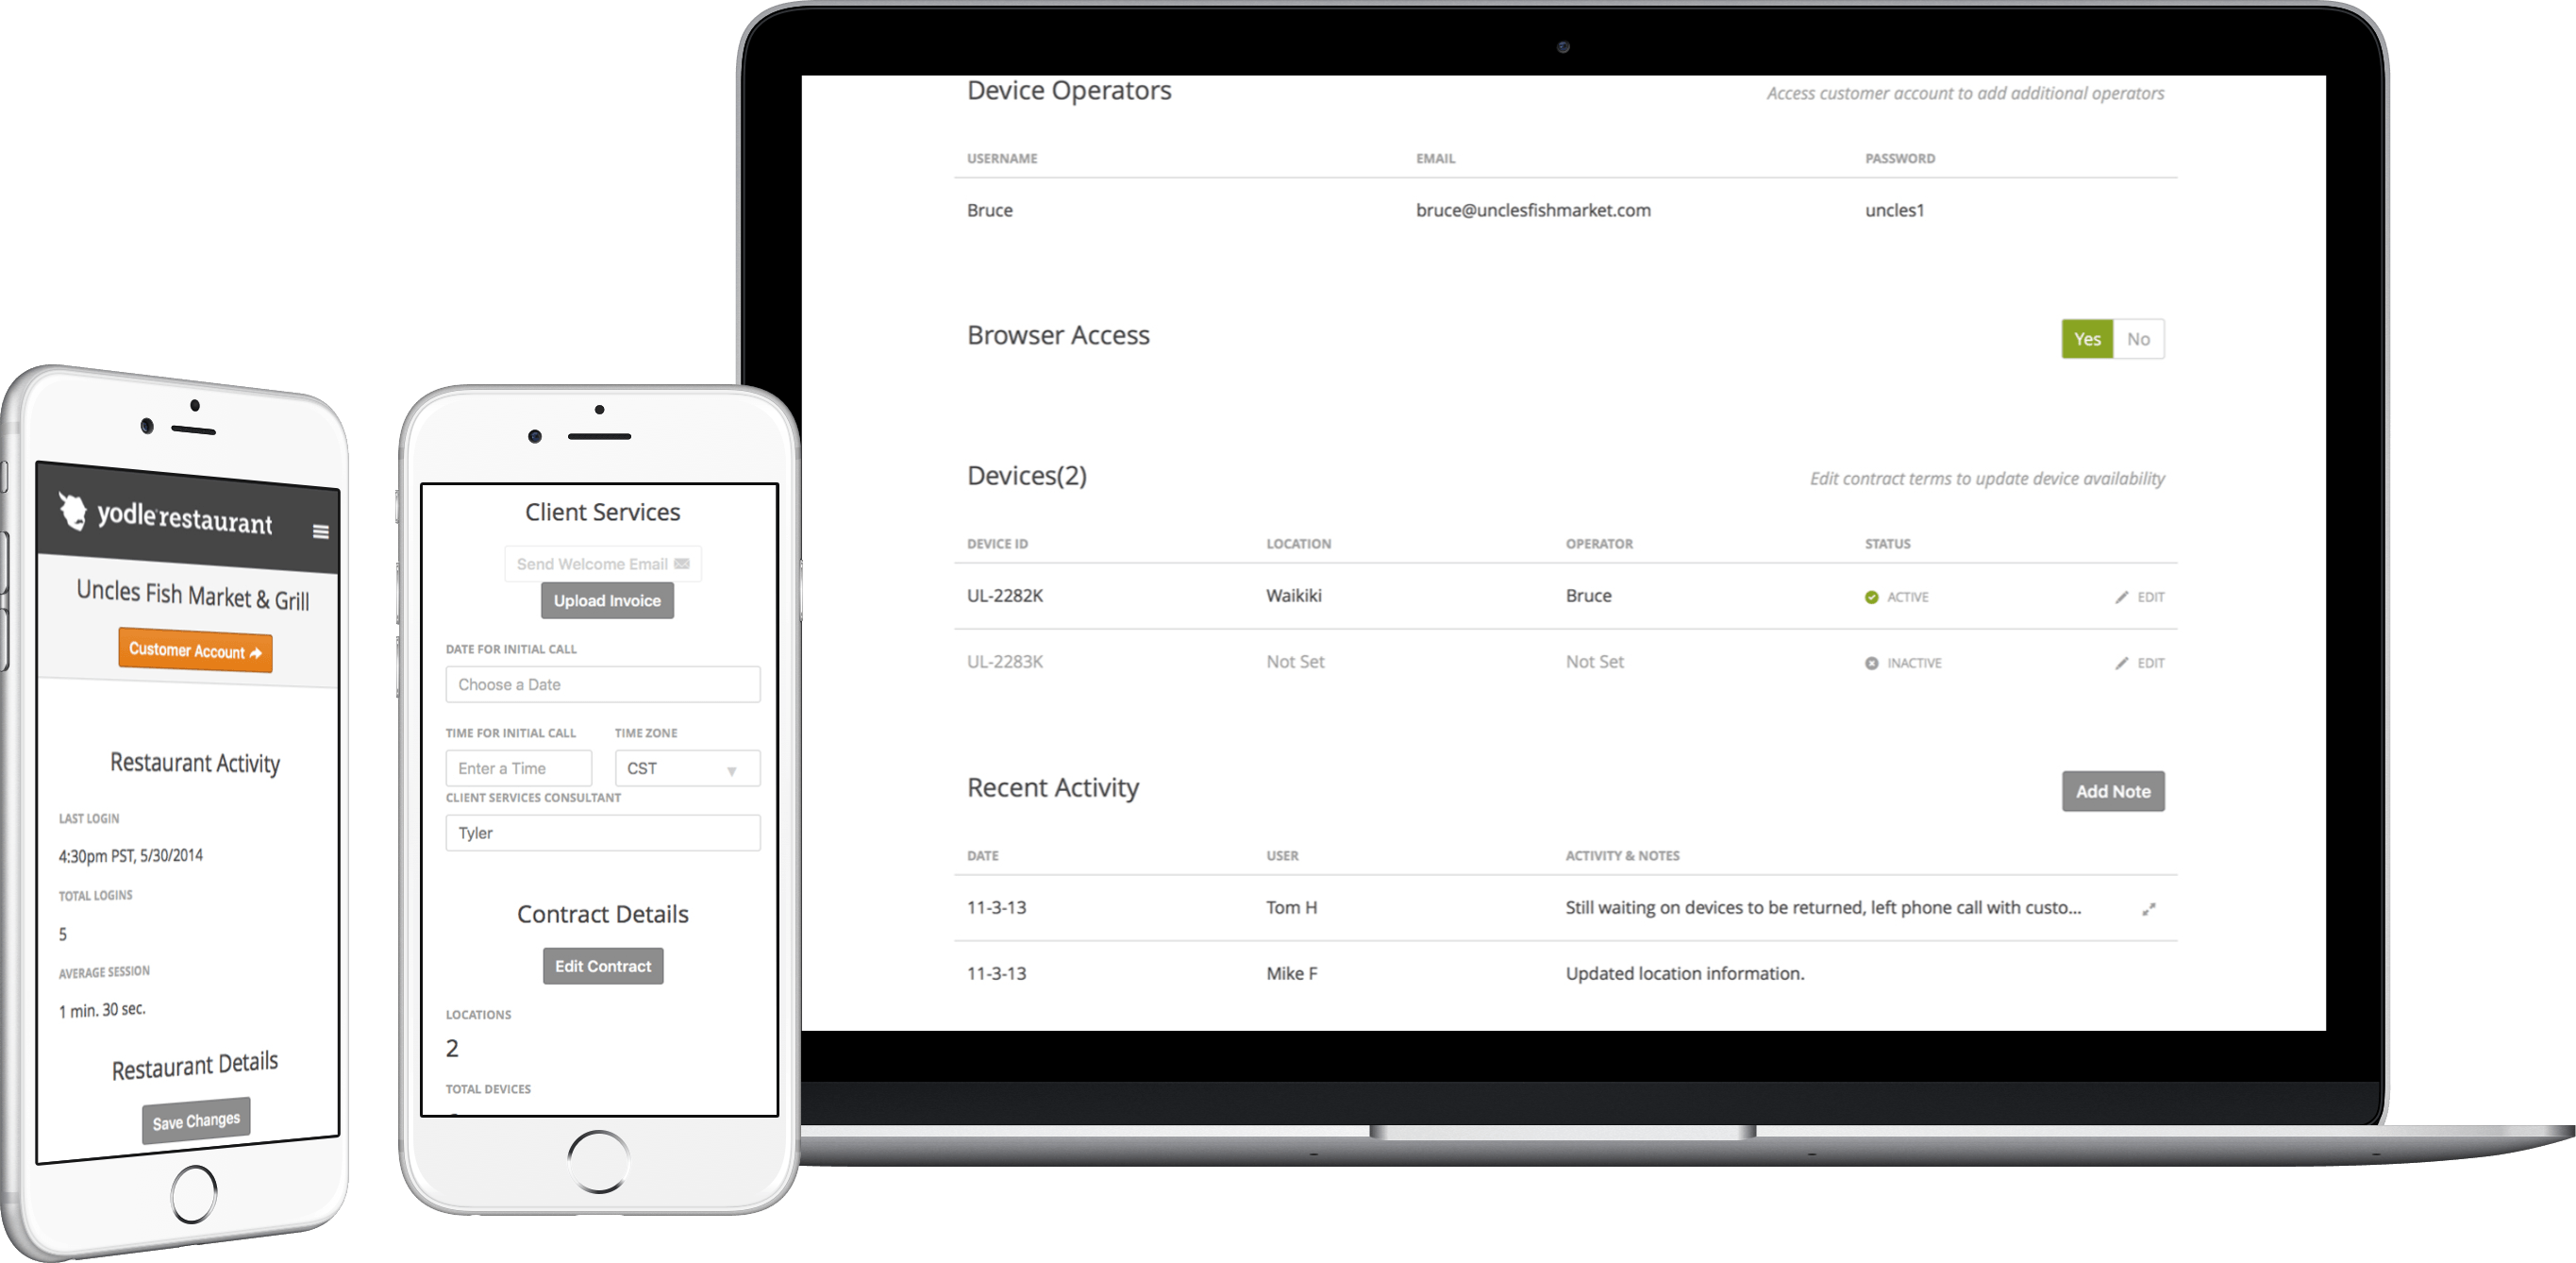 yodle restaurant
Uncles Fish Market & Grill
Customer Account
Restaurant Activity
LAST LOGIN
4:30pm PST, 5/30/2014
TOTAL LOGINS
5
AVERAGE SESSION
1 min. 30 sec.
Restaurant Details
Save Changes
Client Services
Send Welcome Email
Upload Invoice
DATE FOR INITIAL CALL
Choose a Date
TIME FOR INITIAL CALL TIME ZONE
Enter a Time CST
CLIENT SERVICES CONSULTANT
Tyler
Contract Details
Edit Contract
LOCATIONS
2
TOTAL DEVICES
Device Operators Access customer account to add additional operators
USERNAME EMAIL PASSWORD
Bruce bruce@unclesfishmarket.com uncles1
Browser Access Yes No
Devices(2) Edit contract terms to update device availability
DEVICE ID LOCATION OPERATOR STATUS
UL-2282K Waikiki Bruce ACTIVE EDIT
UL-2283K Not Set Not Set INACTIVE EDIT
Recent Activity Add Note
DATE USER ACTIVITY & NOTES
11-3-13 Tom H Still waiting on devices to be returned, left phone call with custo...
11-3-13 Mike F Updated location information.